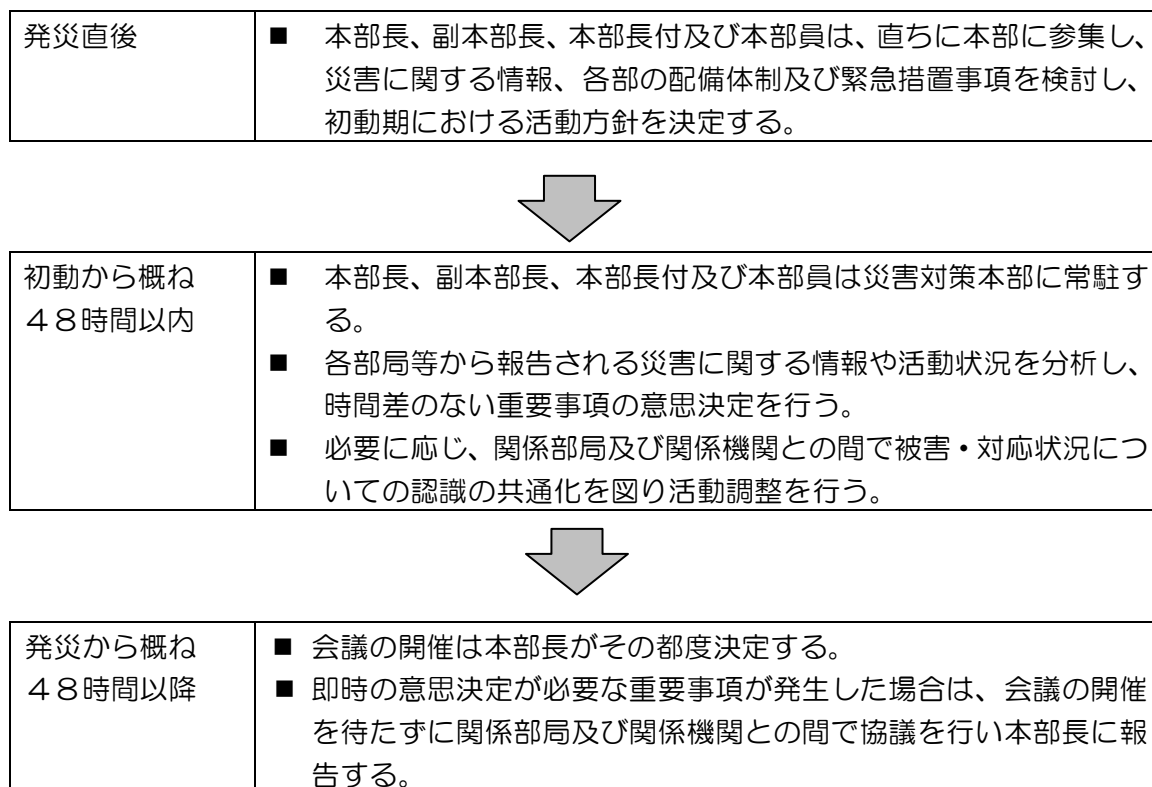 発災直後
■ 本部長、副本部長、本部長付及び本部員は、直ちに本部に参集し、
災害に関する情報、各部の配備体制及び緊急措置事項を検討し、
初動期における活動方針を決定する。
初動から概ね
４８時間以内
■ 本部長、副本部長、本部長付及び本部員は災害対策本部に常駐す
る。
■ 各部局等から報告される災害に関する情報や活動状況を分析し、
時間差のない重要事項の意思決定を行う。
■ 必要に応じ、関係部局及び関係機関との間で被害・対応状況につ
いての認識の共通化を図り活動調整を行う。
発災から概ね
４８時間以降
■ 会議の開催は本部長がその都度決定する。
■ 即時の意思決定が必要な重要事項が発生した場合は、会議の開催
を待たずに関係部局及び関係機関との間で協議を行い本部長に報
告する。